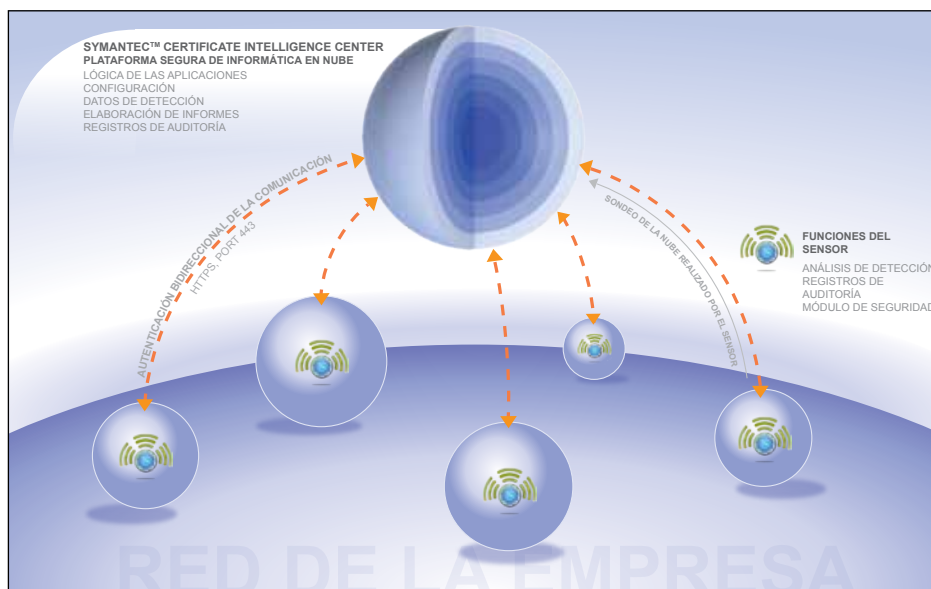 SYMANTEC™ CERTIFICATE INTELLIGENCE CENTER
PLATAFORMA SEGURA DE INFORMÁTICA EN NUBE
LÓGICA DE LAS APLICACIONES
CONFIGURACIÓN
DATOS DE DETECCIÓN
ELABORACIÓN DE INFORMES
REGISTROS DE AUDITORÍA
AUTENTICACIÓN BIDIRECCIONAL DE LA COMUNICACIÓN
HTTPS, PORT 443
SONDEO DE LA NUBE REALIZADO POR EL SENSOR
FUNCIONES DEL
SENSOR
ANÁLISIS DE DETECCIÓN
REGISTROS DE
AUDITORÍA
MÓDULO DE SEGURIDAD
RED DE LA EMPRESA